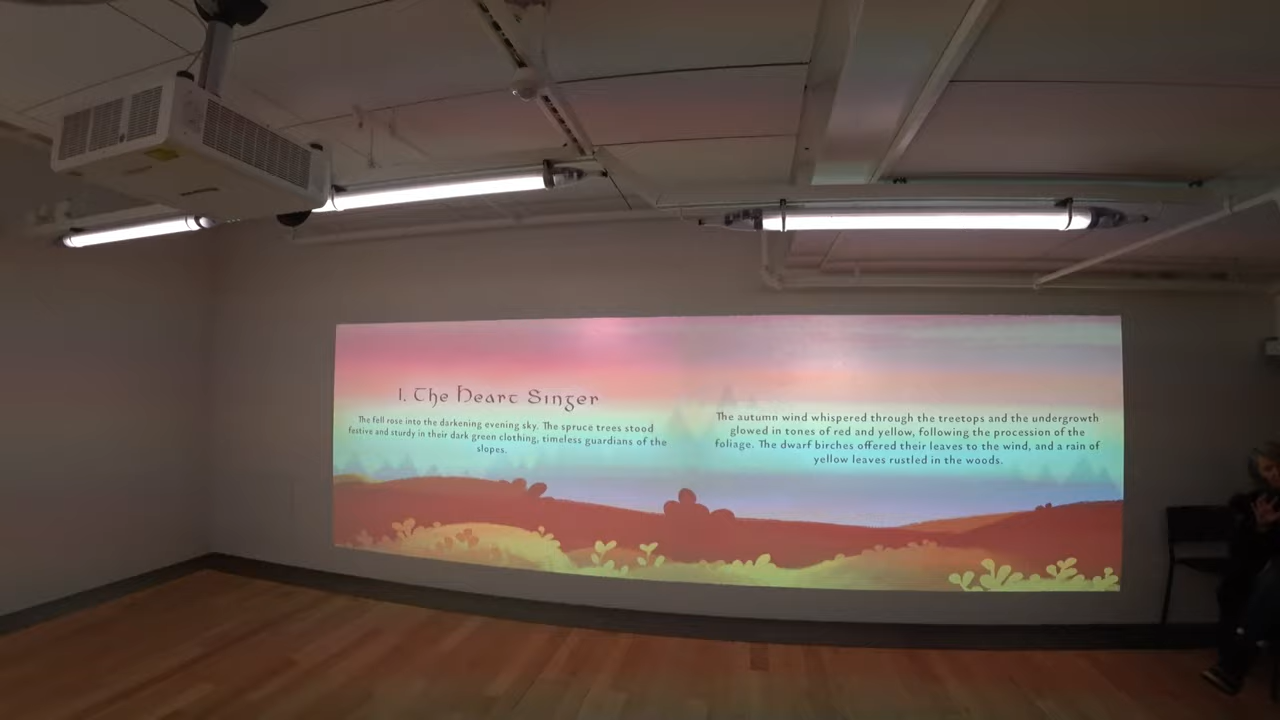 1. The Heart Singer
The fell rose into the darkening evening sky. The spruce trees stood
festive and sturdy in their dark green clothing, timeless guardians of the
slopes.
The autumn wind whispered through the treetops and the undergrowth
glowed in tones of red and yellow, following the procession of the
foliage. The dwarf birches offered their leaves to the wind, and a rain of
yellow leaves rustled in the woods.